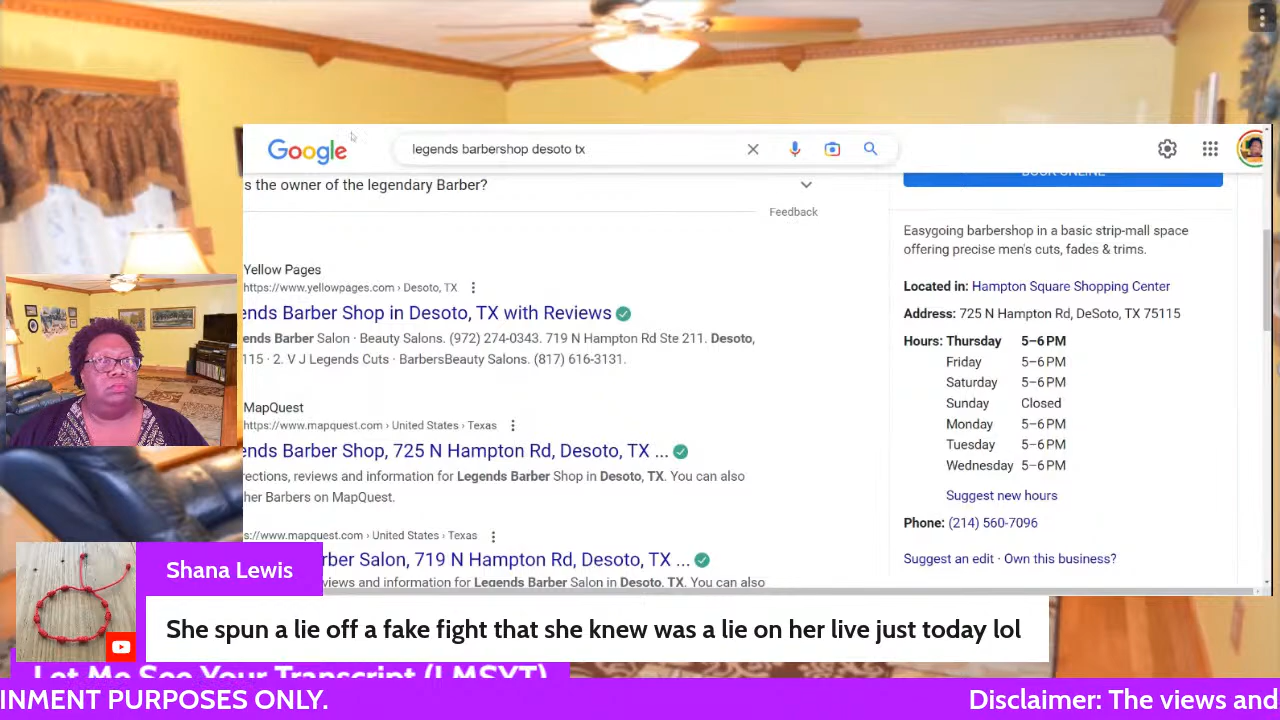 Google
legends barbershop desoto tx
s the owner of the legendary Barber?
Feedback
Yellow Pages
https://www.yellowpages.com › Desoto, TX
ends Barber Shop in Desoto, TX with Reviews
ends Barber Salon · Beauty Salons. (972) 274-0343. 719 N Hampton Rd Ste 211. Desoto,
115 · 2. V J Legends Cuts · BarbersBeauty Salons. (817) 616-3131.
MapQuest
https://www.mapquest.com › United States › Texas
ends Barber Shop, 725 N Hampton Rd, Desoto, TX ...
rections, reviews and information for Legends Barber Shop in Desoto, TX. You can also
her Barbers on MapQuest.
s://www.mapquest.com › United States › Texas
rber Salon, 719 N Hampton Rd, Desoto, TX ...
views and information for Legends Barber Salon in Desoto, TX. You can also
BOOK ONLINE
Easygoing barbershop in a basic strip-mall space
offering precise men's cuts, fades & trims.
Located in: Hampton Square Shopping Center
Address: 725 N Hampton Rd, DeSoto, TX 75115
Hours: Thursday 5–6 PM
Friday 5–6 PM
Saturday 5–6 PM
Sunday Closed
Monday 5–6 PM
Tuesday 5–6 PM
Wednesday 5–6 PM
Suggest new hours
Phone: (214) 560-7096
Suggest an edit · Own this business?
Shana Lewis
She spun a lie off a fake fight that she knew was a lie on her live just today lol
Let Me See Your Transcript (LMSYT)
INMENT PURPOSES ONLY. Disclaimer: The views and